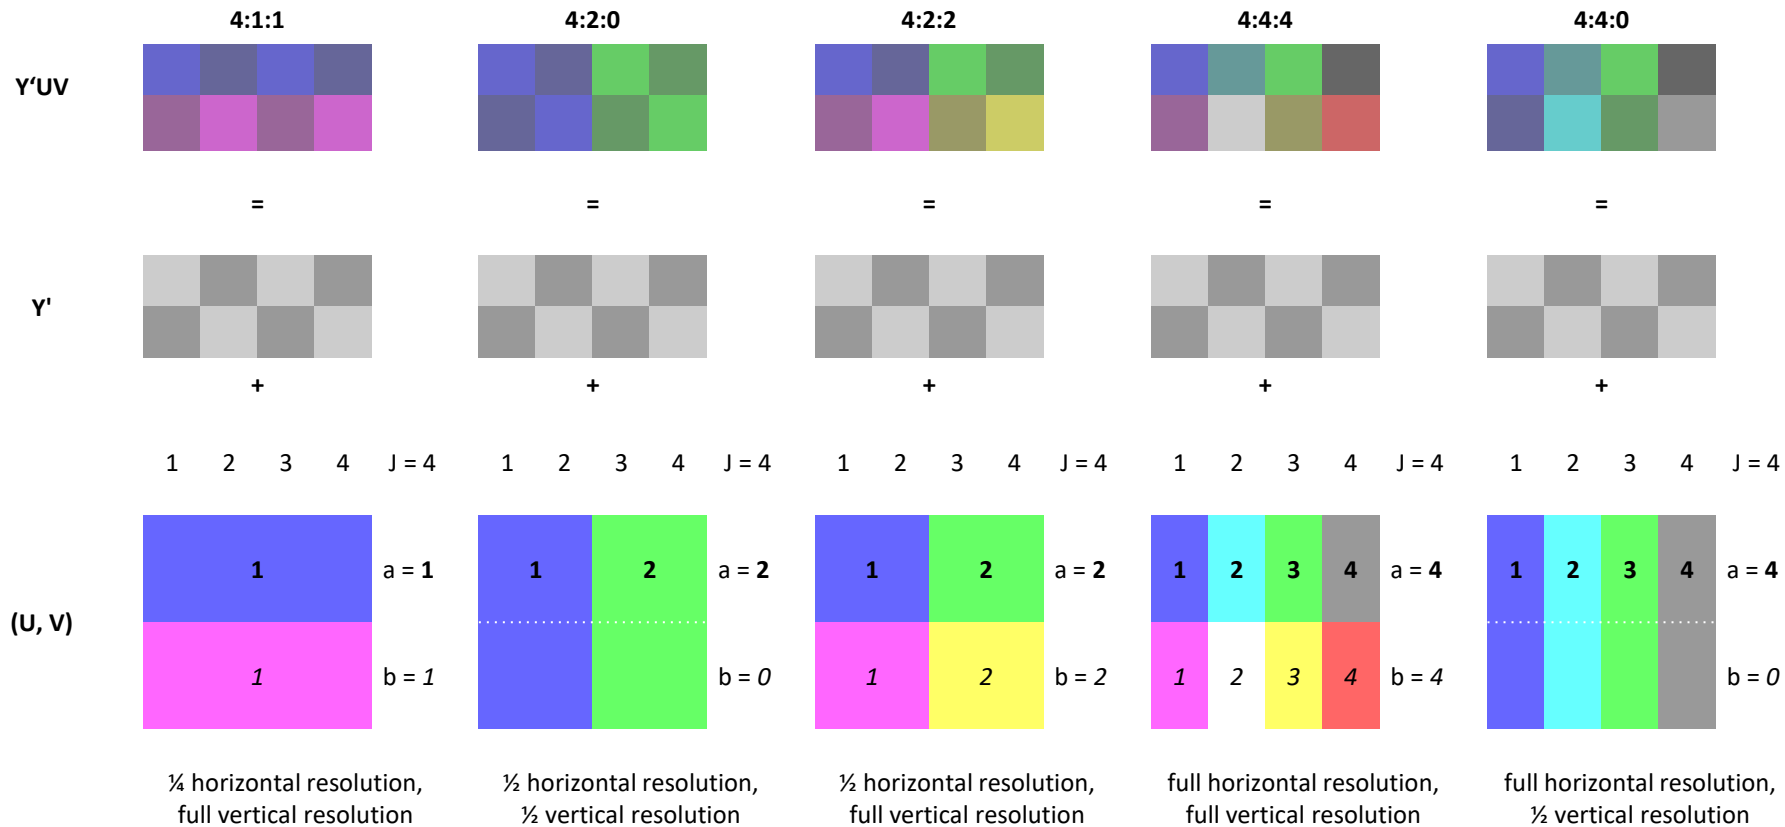 4:1:1 4:2:0 4:2:2 4:4:4 4:4:0
Y‘UV
= = = = =
Y'
+ + + + +
1 2 3 4 J = 4 1 2 3 4 J = 4 1 2 3 4 J = 4 1 2 3 4 J = 4 1 2 3 4 J = 4
1 a = 1 1 2 a = 2 1 2 a = 2 1 2 3 4 a = 4 1 2 3 4 a = 4
(U, V)
1 b = 1 b = 0 1 2 b = 2 1 2 3 4 b = 4 b = 0
¼ horizontal resolution, ½ horizontal resolution, ½ horizontal resolution, full horizontal resolution, full horizontal resolution,
full vertical resolution ½ vertical resolution full vertical resolution full vertical resolution ½ vertical resolution